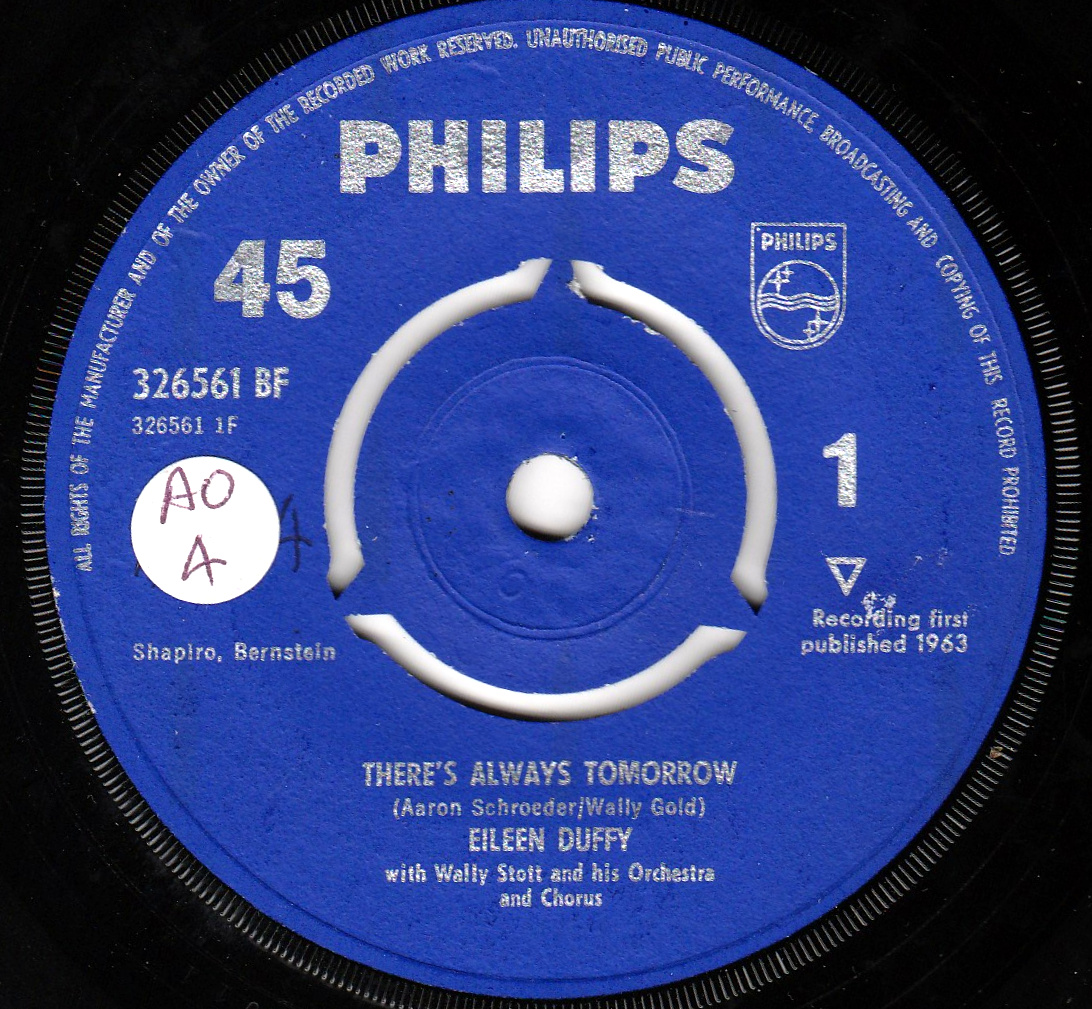 ALL RIGHTS OF THE MANUFACTURER AND OF THE OWNER OF THE RECORDED WORK RESERVED. UNAUTHORISED PUBLIC PERFORMANCE, BROADCASTING AND COPYING OF THIS RECORD PROHIBITED
PHILIPS
45
PHILIPS
326561 BF
326561 1F
1
AO
A
4
Recording first
published 1963
Shapiro, Bernstein
THERE'S ALWAYS TOMORROW
(Aaron Schroeder/Wally Gold)
EILEEN DUFFY
with Wally Stott and his Orchestra
and Chorus